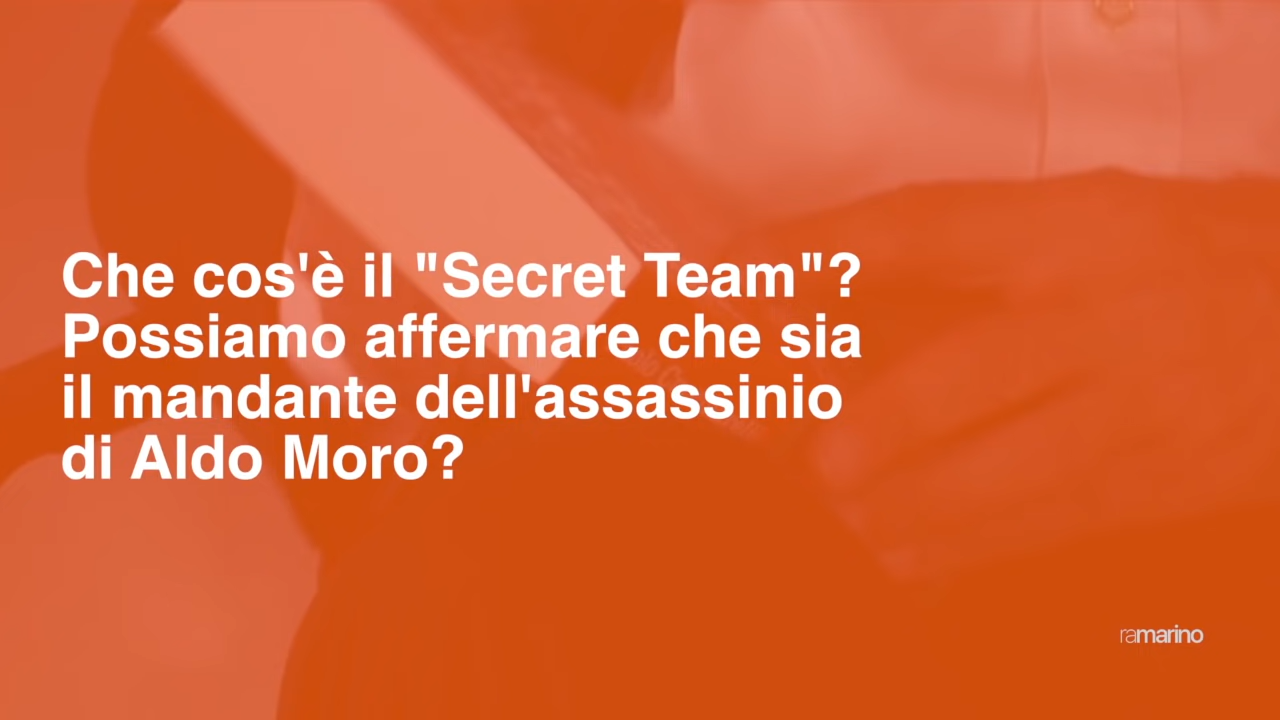 Che cos'è il "Secret Team"?
Possiamo affermare che sia
il mandante dell'assassinio
di Aldo Moro?
ramarino